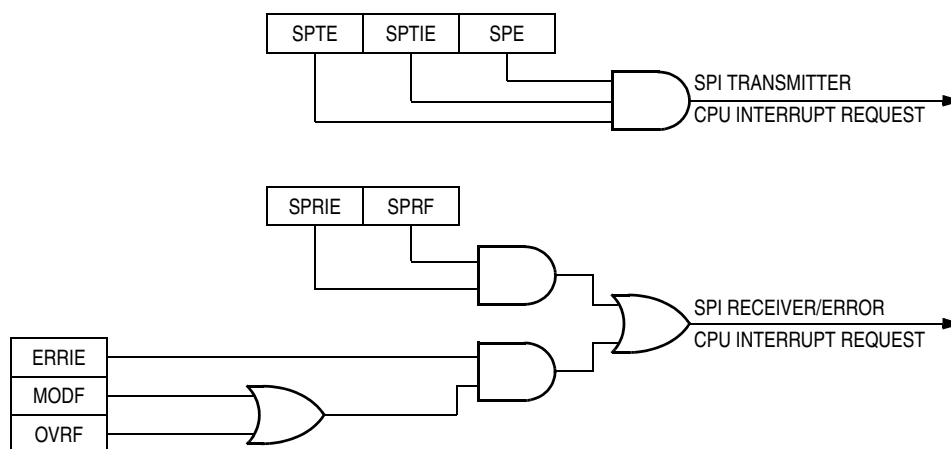 SPTE SPTIE SPE
SPI TRANSMITTER
CPU INTERRUPT REQUEST
SPRIE SPRF
SPI RECEIVER/ERROR
CPU INTERRUPT REQUEST
ERRIE
MODF
OVRF